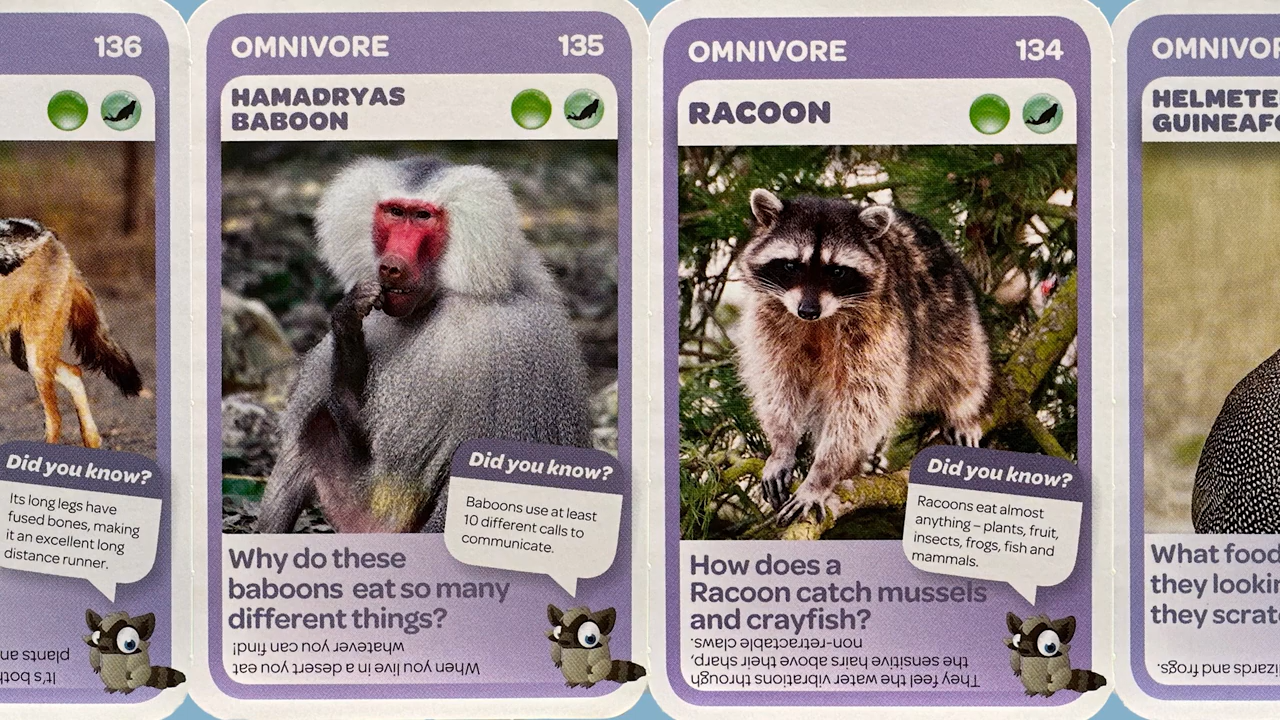 136
Did you know?
Its long legs have
fused bones, making
it an excellent long
distance runner.
It's both
plants an
OMNIVORE
135
HAMADRYAS
BABOON
Did you know?
Baboons use at least
10 different calls to
communicate.
Why do these
baboons eat so many
different things?
When you live in a desert you eat
whatever you can find!
OMNIVORE
134
RACOON
Did you know?
Racoons eat almost
anything – plants, fruit,
insects, frogs, fish and
mammals.
How does a
Racoon catch mussels
and crayfish?
They feel the water vibrations through
the sensitive hairs above their sharp,
non-retractable claws.
OMNIVOR
HELMETE
GUINEAFO
What food
they lookin
they scrat
izards and frogs.